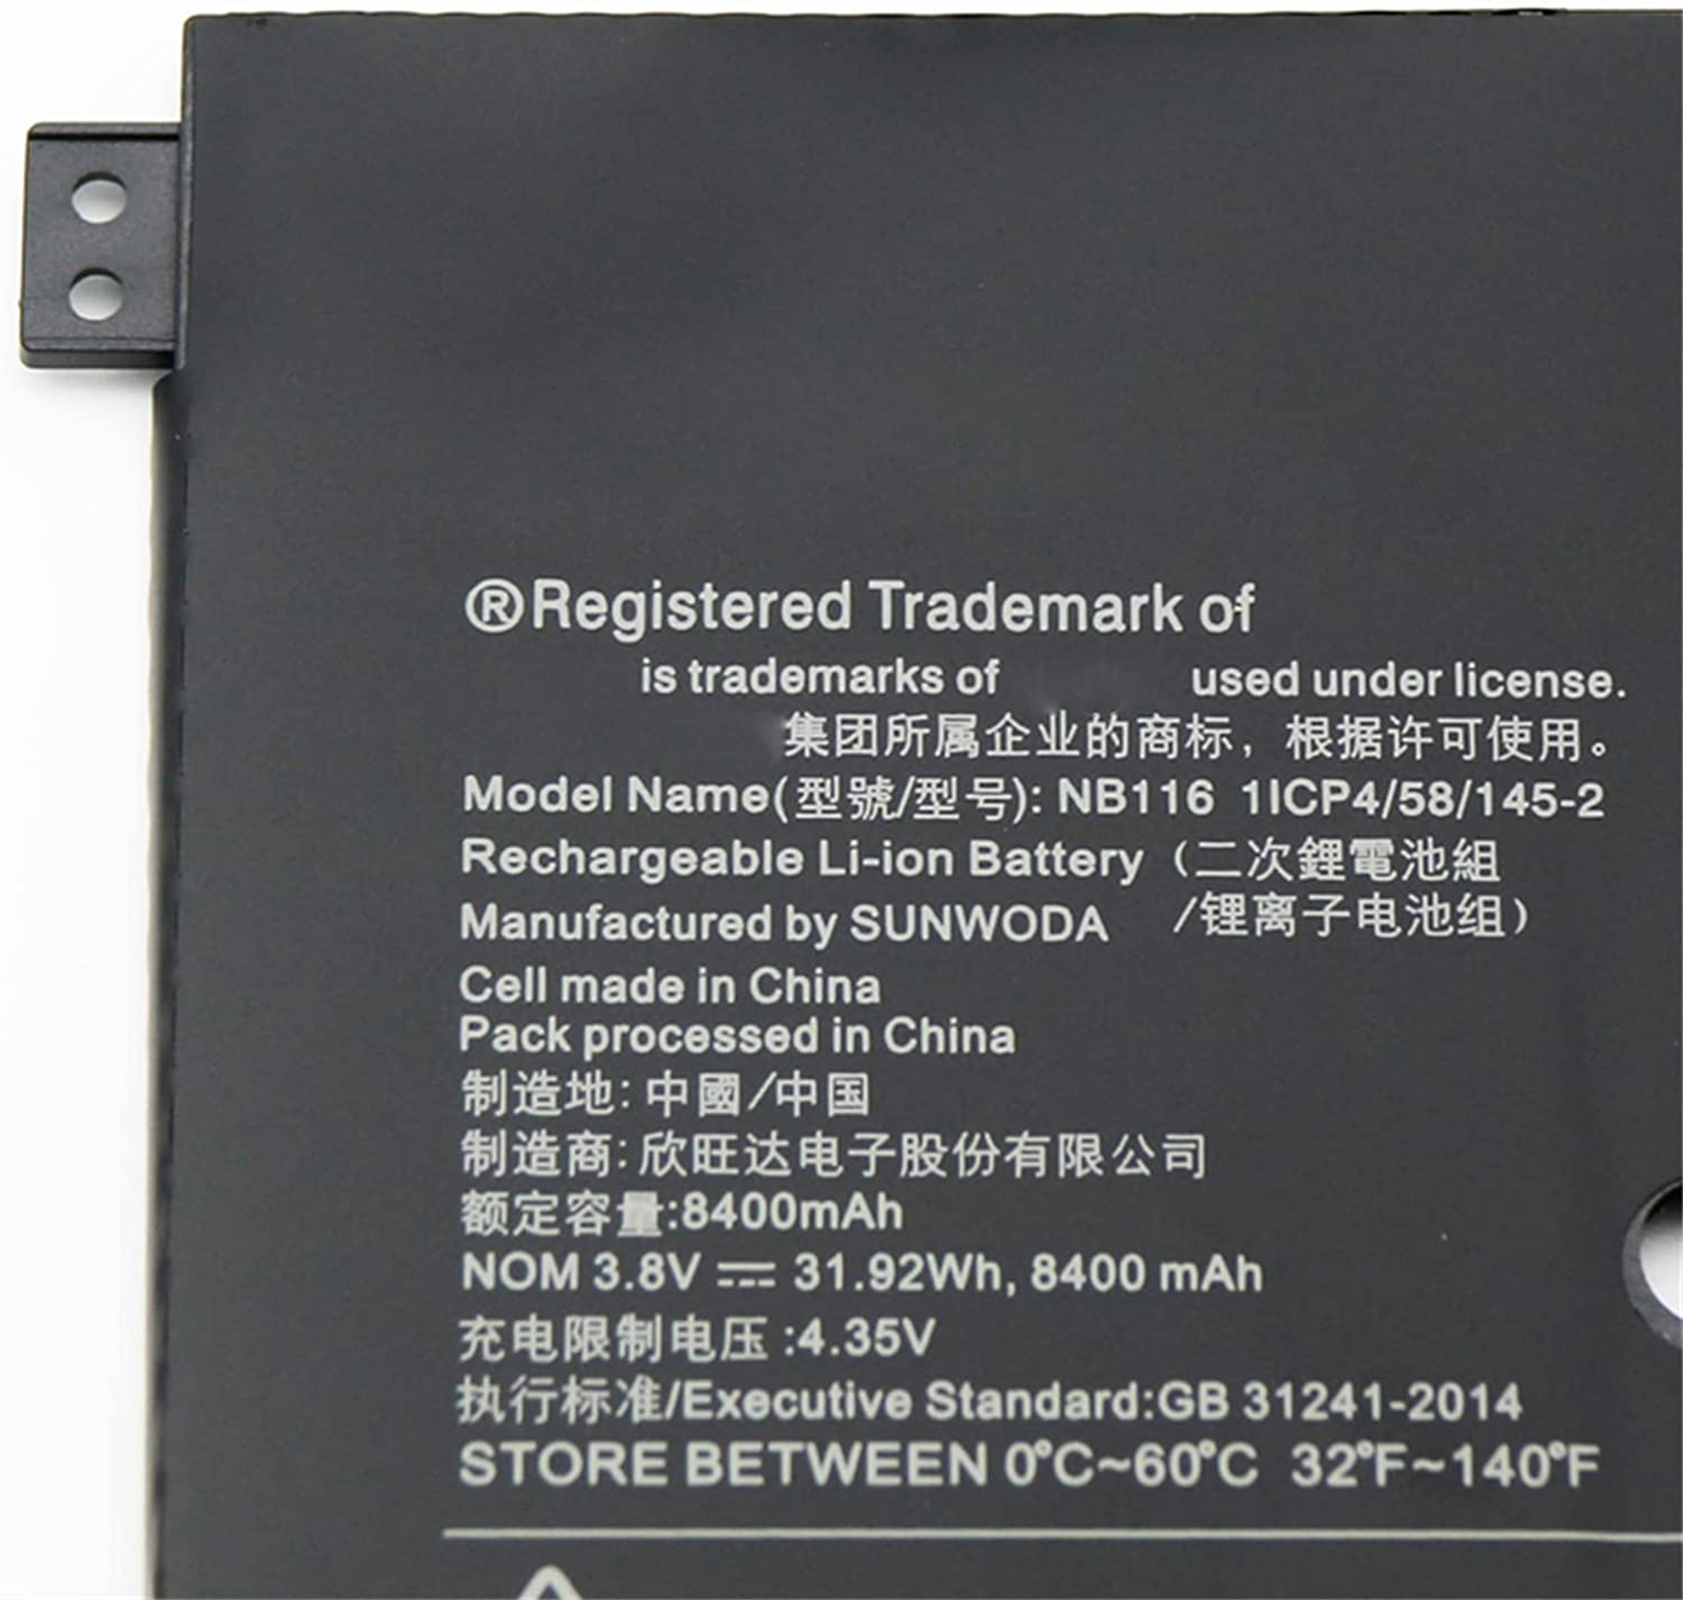 ®Registered Trademark of
is trademarks of used under license.
集团所属企业的商标，根据许可使用。
Model Name(型號/型号): NB116 1ICP4/58/145-2
Rechargeable Li-ion Battery（二次鋰電池組
/锂离子电池组）
Manufactured by SUNWODA
Cell made in China
Pack processed in China
制造地: 中國/中国
制造商: 欣旺达电子股份有限公司
额定容量:8400mAh
NOM 3.8V ⎓ 31.92Wh, 8400 mAh
充电限制电压 :4.35V
执行标准/Executive Standard:GB 31241-2014
STORE BETWEEN 0°C~60°C 32°F~140°F